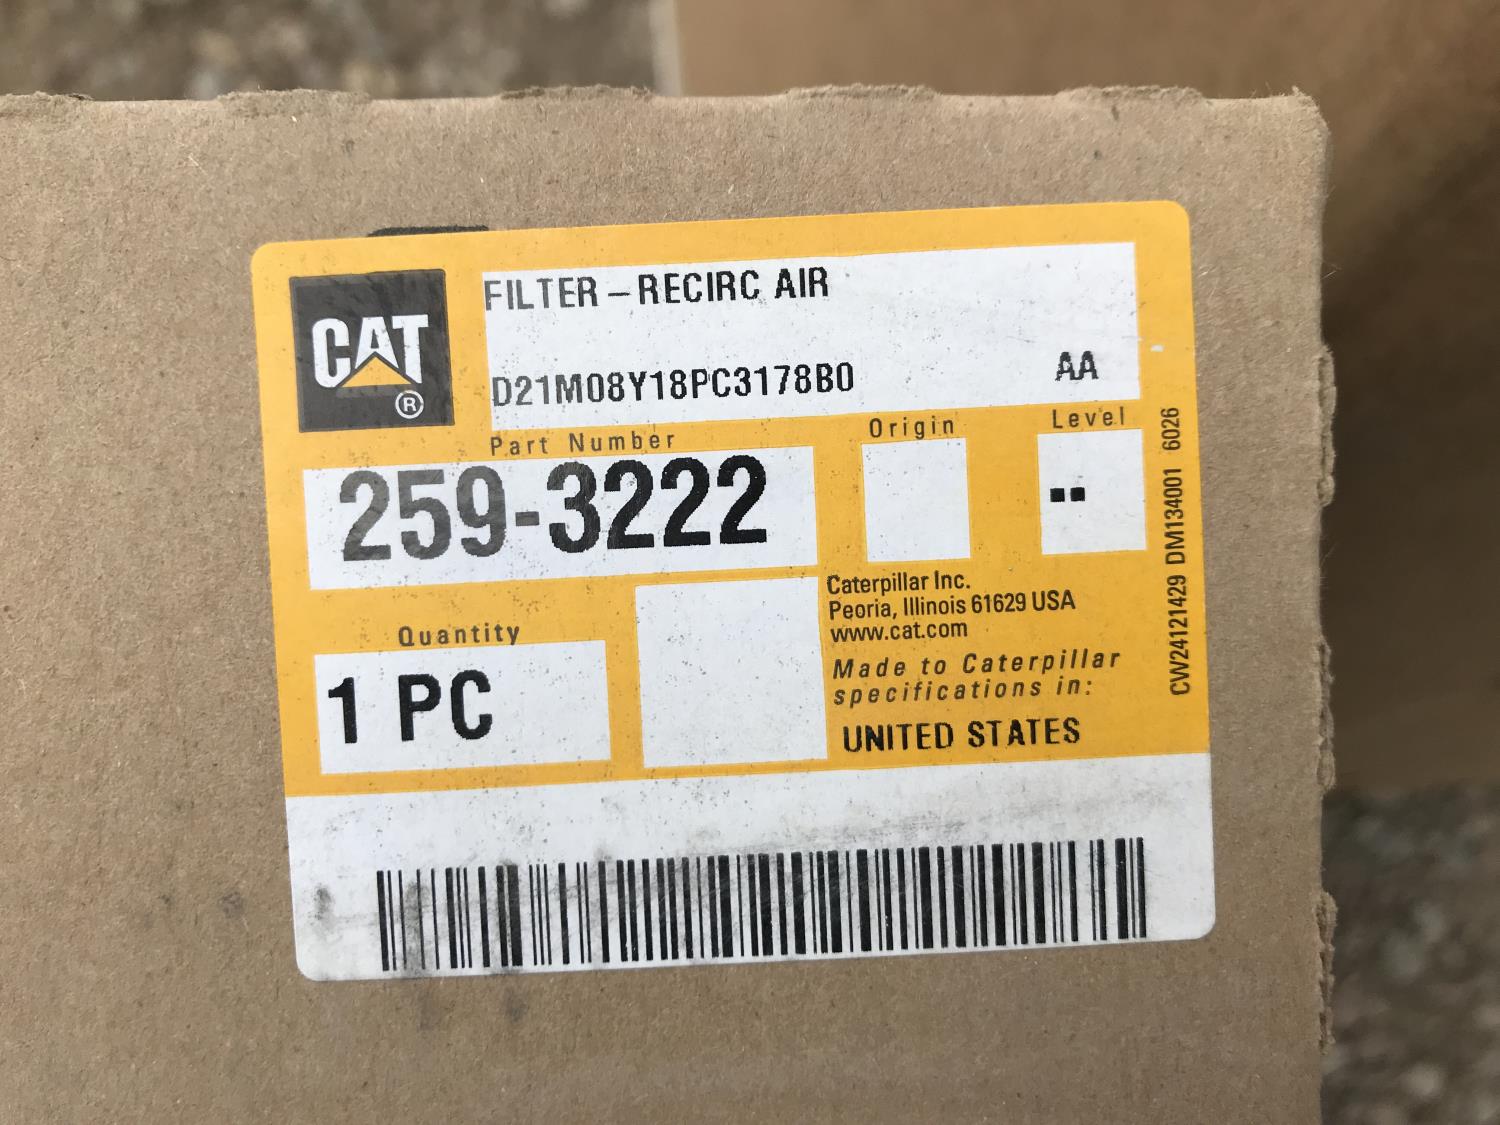 CAT
®
FILTER-RECIRC AIR
D21M08Y18PC3178B0 AA
Part Number
259-3222
Origin
Level
--
Quantity
1 PC
Caterpillar Inc.
Peoria, Illinois 61629 USA
www.cat.com
Made to Caterpillar
specifications in:
UNITED STATES
CW24121429 DM134001 6026